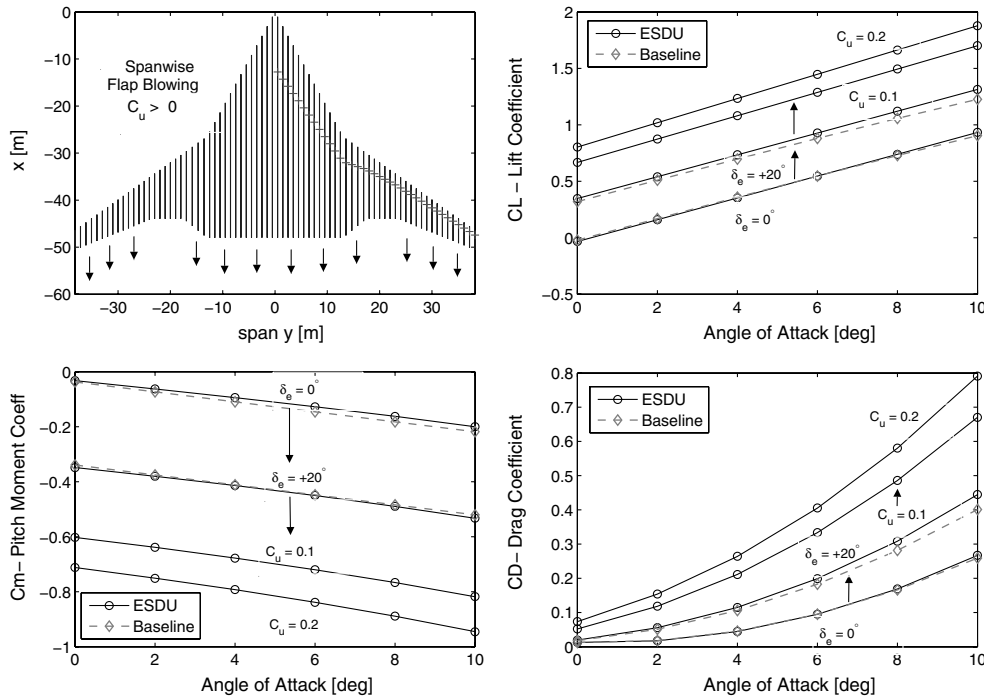 0
−10
−20
−30
−40
−50
−60
x [m]
Spanwise
Flap Blowing
C_u > 0
−30 −20 −10 0 10 20 30
span y [m]
2
1.5
1
0.5
0
−0.5
CL − Lift Coefficient
ESDU
Baseline
C_u = 0.2
C_u = 0.1
δ_e = +20°
δ_e = 0°
0 2 4 6 8 10
Angle of Attack [deg]
0
−0.2
−0.4
−0.6
−0.8
−1
Cm− Pitch Moment Coeff
δ_e = 0°
δ_e = +20°
C_u = 0.1
C_u = 0.2
ESDU
Baseline
0 2 4 6 8 10
Angle of Attack [deg]
0.8
0.7
0.6
0.5
0.4
0.3
0.2
0.1
0
CD− Drag Coefficient
ESDU
Baseline
C_u = 0.2
C_u = 0.1
δ_e = +20°
δ_e = 0°
0 2 4 6 8 10
Angle of Attack [deg]